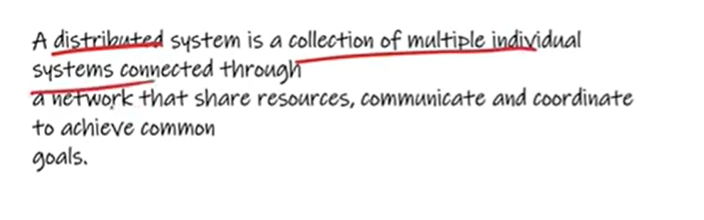 A distributed system is a collection of multiple individual
systems connected through
a network that share resources, communicate and coordinate
to achieve common
goals.